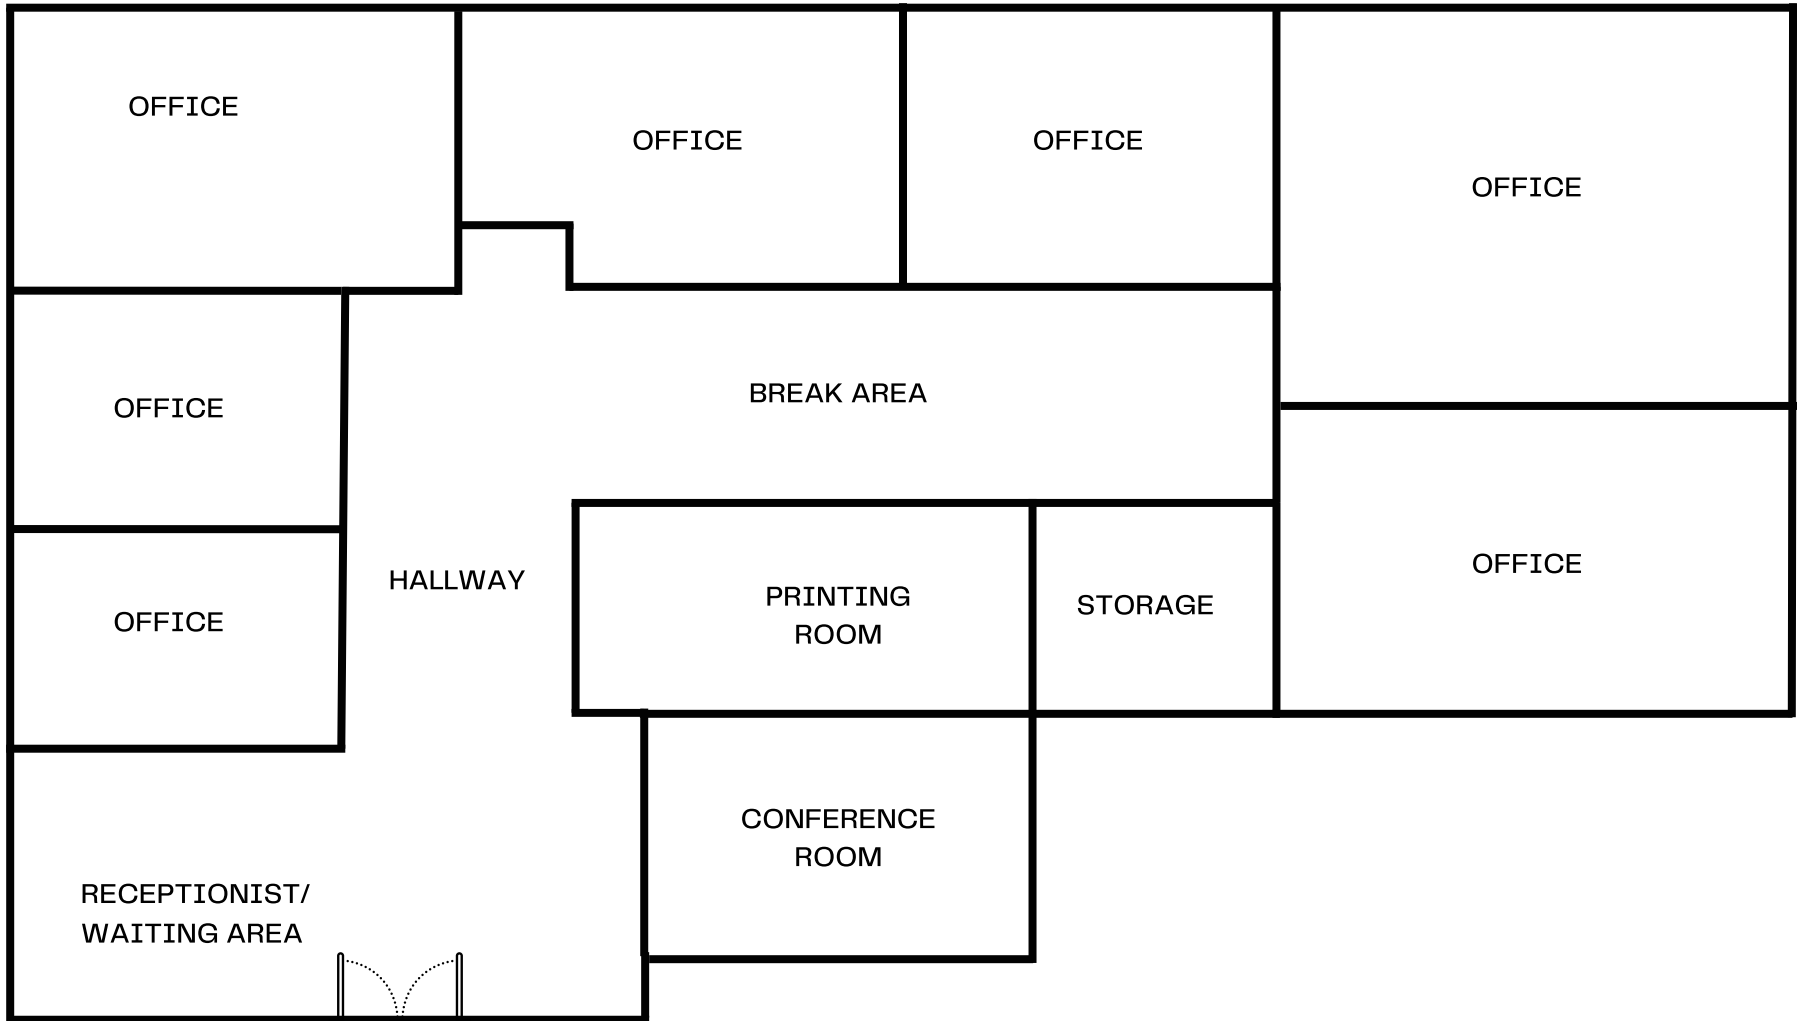 OFFICE
OFFICE
OFFICE
OFFICE
OFFICE
BREAK AREA
OFFICE
HALLWAY
PRINTING
ROOM
STORAGE
OFFICE
CONFERENCE
ROOM
RECEPTIONIST/
WAITING AREA